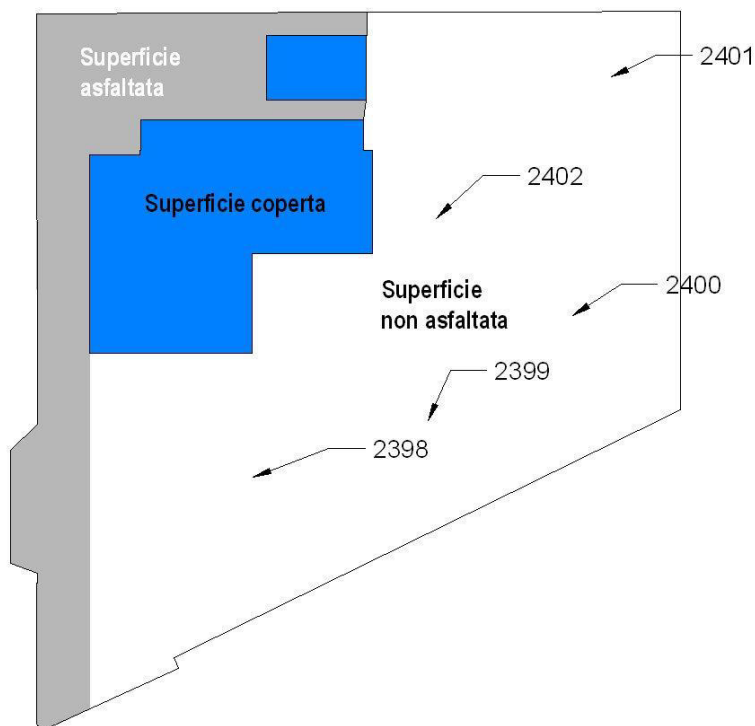 Superficie
asfaltata
2401
2402
Superficie coperta
2400
Superficie
non asfaltata
2399
2398